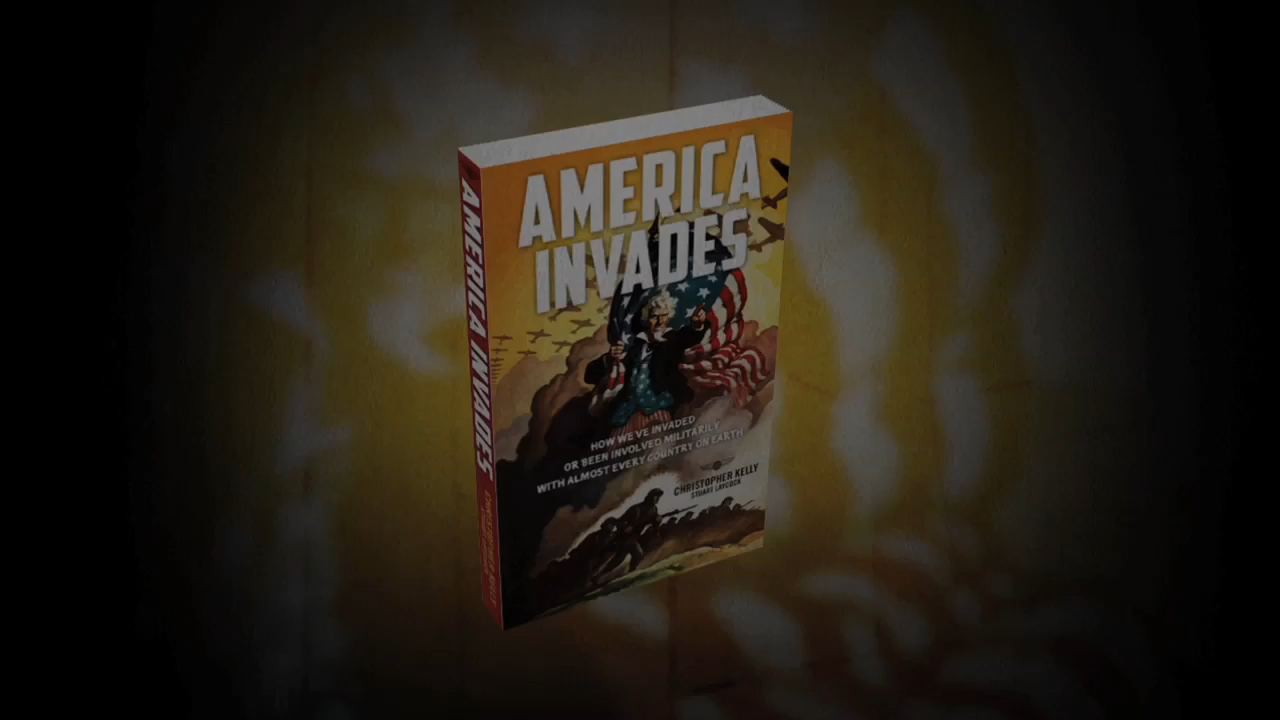 AMERICA
INVADES
HOW WE'VE INVADED
OR BEEN INVOLVED MILITARILY
WITH ALMOST EVERY COUNTRY ON EARTH
CHRISTOPHER KELLY
STUART LAYCOCK
AMERICA INVADES